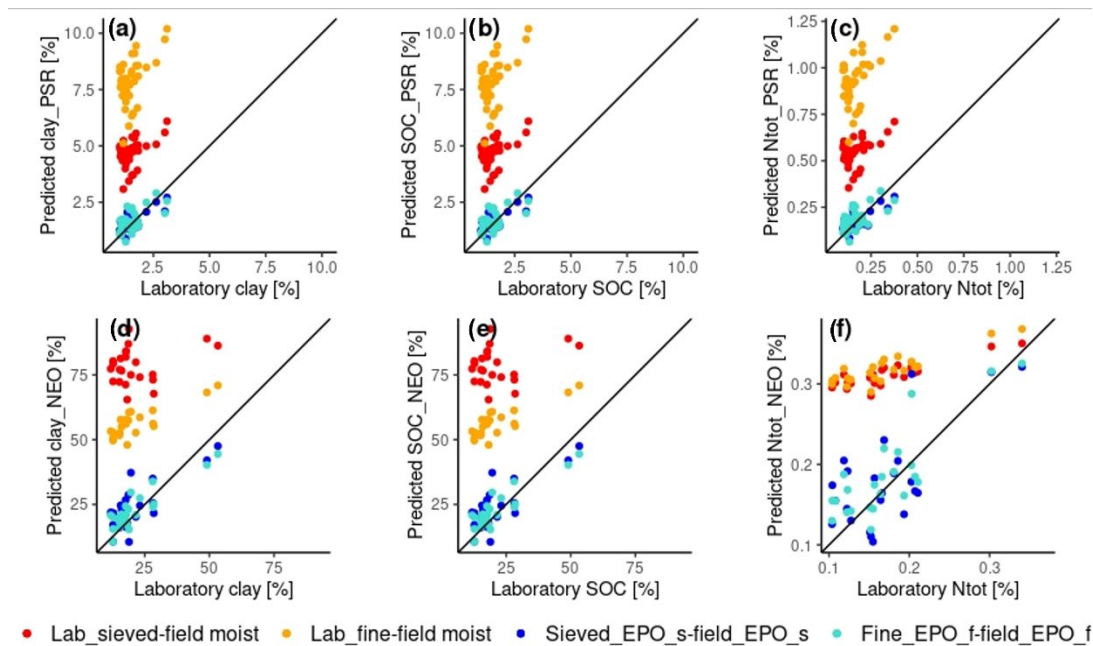 (a) (b) (c)
Predicted clay_PSR [%]
10.0
7.5
5.0
2.5
2.5 5.0 7.5 10.0
Laboratory clay [%]
Predicted SOC_PSR [%]
10.0
7.5
5.0
2.5
2.5 5.0 7.5 10.0
Laboratory SOC [%]
Predicted Ntot_PSR [%]
1.25
1.00
0.75
0.50
0.25
0.25 0.50 0.75 1.00 1.25
Laboratory Ntot [%]
(d) (e) (f)
Predicted clay_NEO [%]
75
50
25
25 50 75
Laboratory clay [%]
Predicted SOC_NEO [%]
75
50
25
25 50 75
Laboratory SOC [%]
Predicted Ntot_NEO [%]
0.3
0.2
0.1
0.1 0.2 0.3
Laboratory Ntot [%]
Lab_sieved-field moist Lab_fine-field moist Sieved_EPO_s-field_EPO_s Fine_EPO_f-field_EPO_f